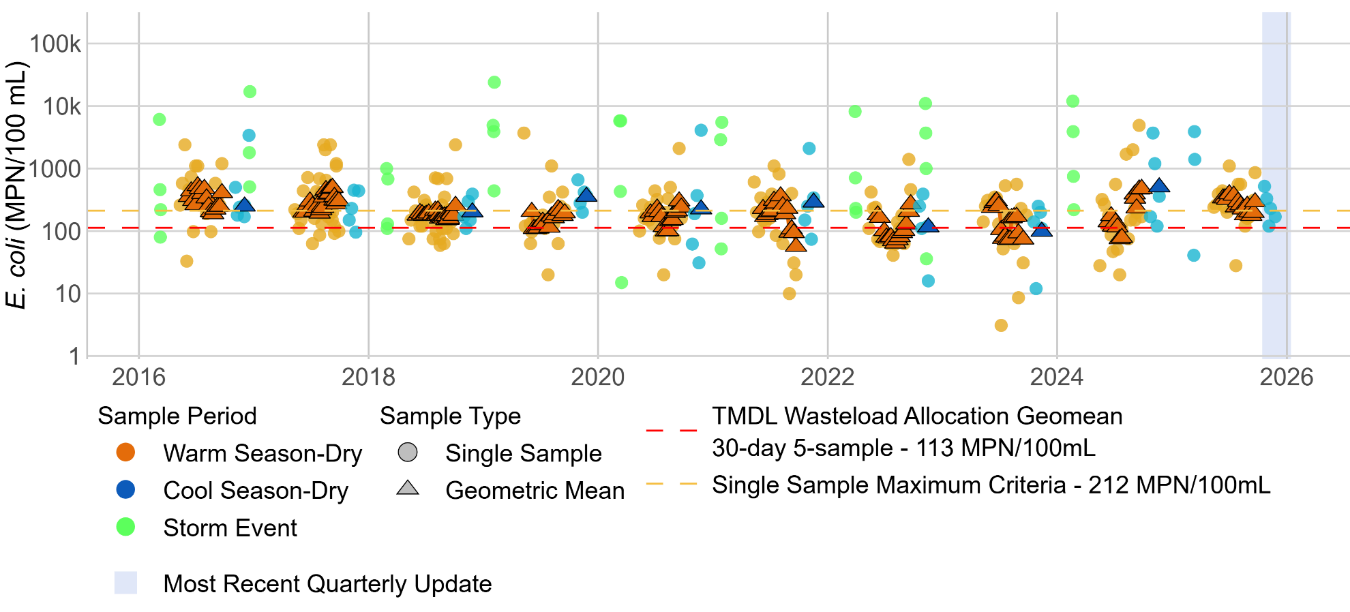 E. coli (MPN/100 mL)
100k
10k
1000
100
10
1
2016 2018 2020 2022 2024 2026
Sample Period
Warm Season-Dry
Cool Season-Dry
Storm Event
Most Recent Quarterly Update
Sample Type
Single Sample
Geometric Mean
TMDL Wasteload Allocation Geomean
30-day 5-sample - 113 MPN/100mL
Single Sample Maximum Criteria - 212 MPN/100mL